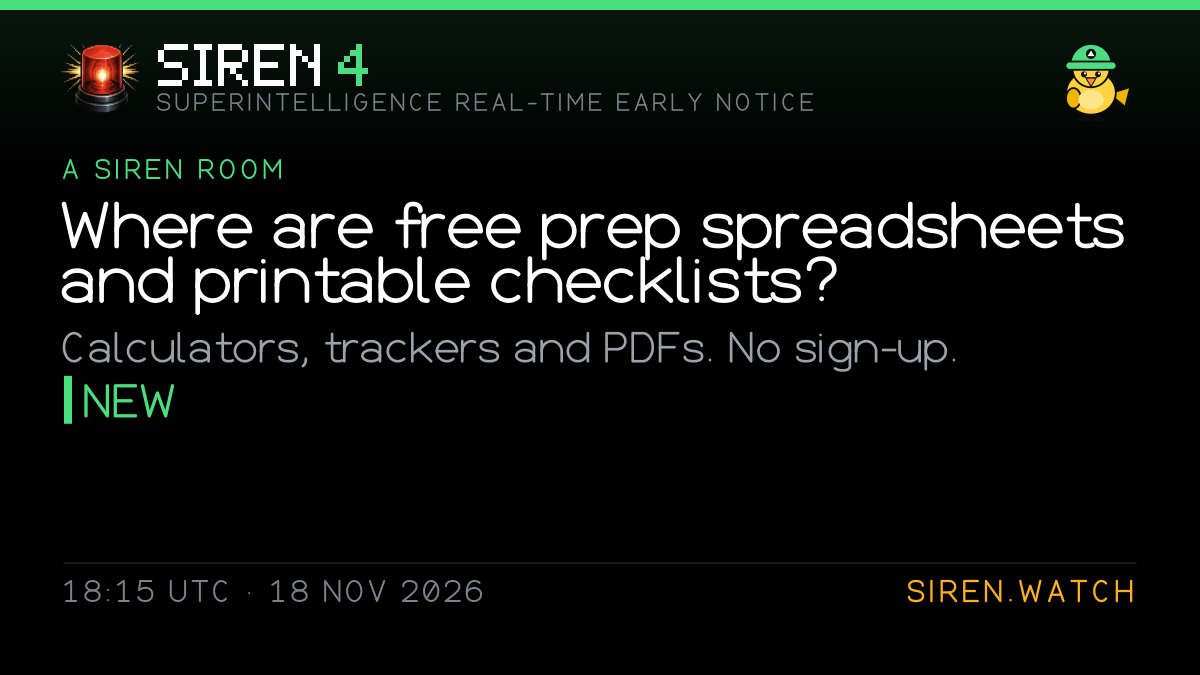 SIREN 4
SUPERINTELLIGENCE REAL-TIME EARLY NOTICE
A SIREN ROOM
Where are free prep spreadsheets
and printable checklists?
Calculators, trackers and PDFs. No sign-up.
NEW
18:15 UTC · 18 NOV 2026
SIREN.WATCH